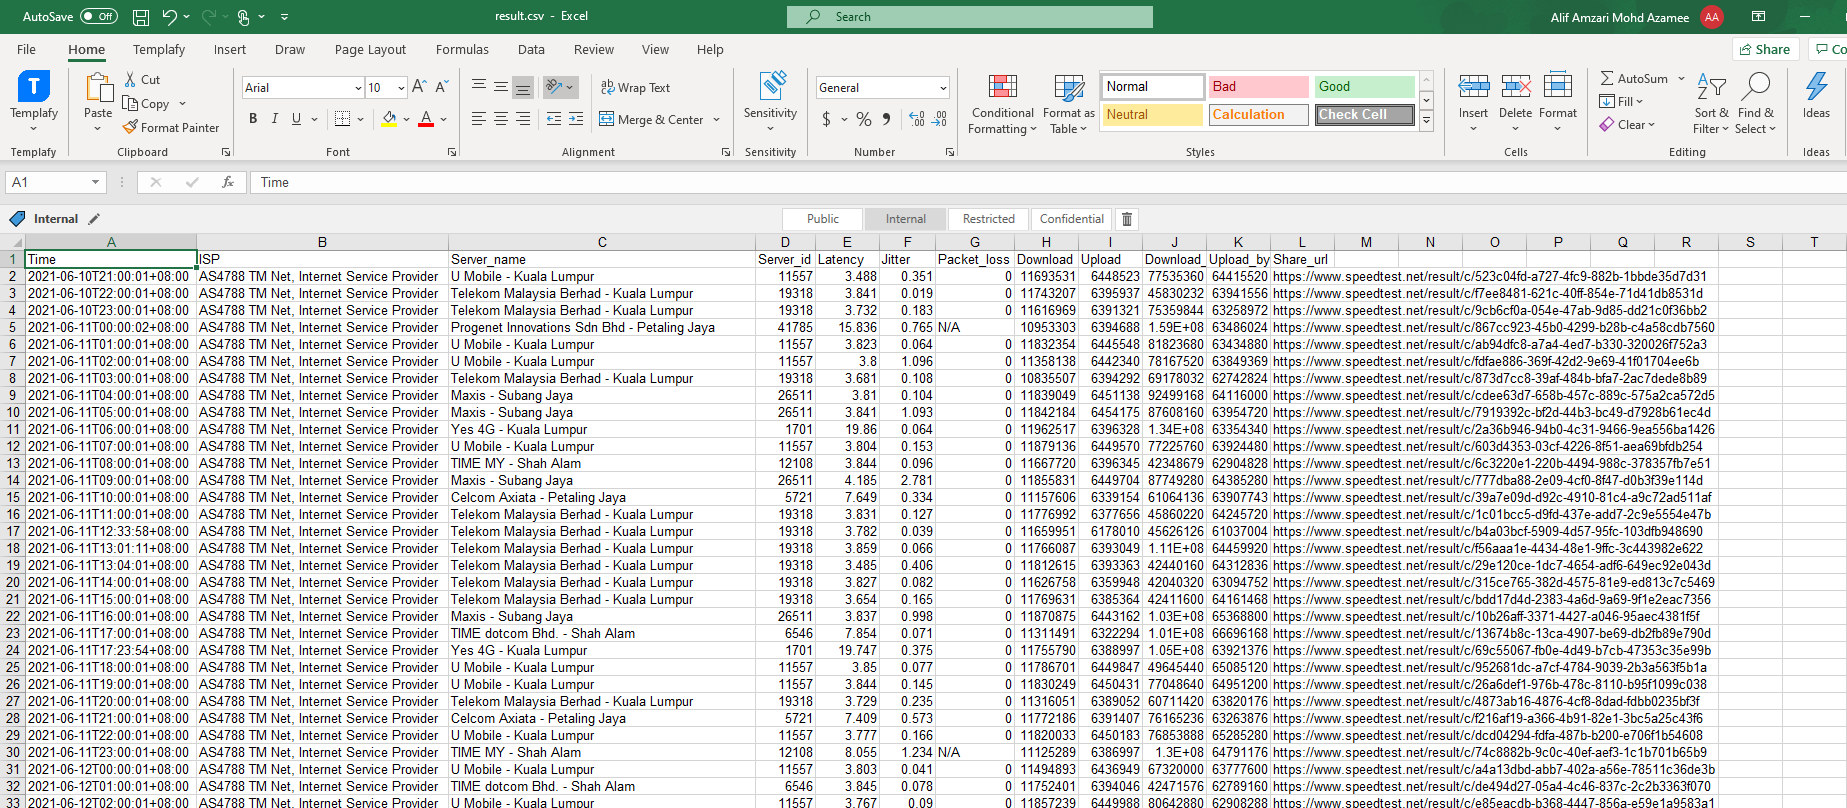 AutoSave Off result.csv - Excel Search Alif Amzari Mohd Azamee AA
File Home Templafy Insert Draw Page Layout Formulas Data Review View Help Share Co
Templafy Paste Cut Copy Format Painter Arial 10 Wrap Text Merge & Center Sensitivity General Conditional Formatting Format as Table Normal Bad Good Neutral Calculation Check Cell Insert Delete Format AutoSum Fill Clear Sort & Filter Find & Select Ideas
Templafy Clipboard Font Alignment Sensitivity Number Styles Cells Editing Ideas
A1 fx Time
Internal Public Internal Restricted Confidential
A B C D E F G H I J K L M N O P Q R S T
1 Time ISP Server_name Server_id Latency Jitter Packet_loss Download Upload Download_ Upload_by Share_url
2 2021-06-10T21:00:01+08:00 AS4788 TM Net, Internet Service Provider U Mobile - Kuala Lumpur 11557 3.488 0.351 0 11693531 6448523 77535360 64415520 https://www.speedtest.net/result/c/523c04fd-a727-4fc9-882b-1bbde35d7d31
3 2021-06-10T22:00:01+08:00 AS4788 TM Net, Internet Service Provider Telekom Malaysia Berhad - Kuala Lumpur 19318 3.841 0.019 0 11743207 6395937 45830232 63941556 https://www.speedtest.net/result/c/f7ee8481-621c-40ff-854e-71d41db8531d
4 2021-06-10T23:00:01+08:00 AS4788 TM Net, Internet Service Provider Telekom Malaysia Berhad - Kuala Lumpur 19318 3.732 0.183 0 11616969 6391321 75359844 63258972 https://www.speedtest.net/result/c/9cb6cf0a-054e-47ab-9d85-dd21c0f36bb2
5 2021-06-11T00:00:02+08:00 AS4788 TM Net, Internet Service Provider Progenet Innovations Sdn Bhd - Petaling Jaya 41785 15.836 0.765 N/A 10953303 6394688 1.59E+08 63486024 https://www.speedtest.net/result/c/867cc923-45b0-4299-b28b-c4a58cdb7560
6 2021-06-11T01:00:01+08:00 AS4788 TM Net, Internet Service Provider U Mobile - Kuala Lumpur 11557 3.823 0.064 0 11832354 6445548 81823680 63434880 https://www.speedtest.net/result/c/ab94dfc8-a7a4-4ed7-b330-320026f752a3
7 2021-06-11T02:00:01+08:00 AS4788 TM Net, Internet Service Provider U Mobile - Kuala Lumpur 11557 3.8 1.096 0 11358138 6442340 78167520 63849369 https://www.speedtest.net/result/c/fdfae886-369f-42d2-9e69-41f01704ee6b
8 2021-06-11T03:00:01+08:00 AS4788 TM Net, Internet Service Provider Telekom Malaysia Berhad - Kuala Lumpur 19318 3.681 0.108 0 10835507 6394292 69178032 62742824 https://www.speedtest.net/result/c/873d7cc8-39af-484b-bfa7-2ac7dede8b89
9 2021-06-11T04:00:01+08:00 AS4788 TM Net, Internet Service Provider Maxis - Subang Jaya 26511 3.81 0.104 0 11839049 6451138 92499168 64116000 https://www.speedtest.net/result/c/cdee63d7-658b-457c-889c-575a2ca572d5
10 2021-06-11T05:00:01+08:00 AS4788 TM Net, Internet Service Provider Maxis - Subang Jaya 26511 3.841 1.093 0 11842184 6454175 87608160 63954720 https://www.speedtest.net/result/c/7919392c-bf2d-44b3-bc49-d7928b61ec4d
11 2021-06-11T06:00:01+08:00 AS4788 TM Net, Internet Service Provider Yes 4G - Kuala Lumpur 1701 19.86 0.064 0 11962517 6396328 1.34E+08 63354340 https://www.speedtest.net/result/c/2a36b946-94b0-4c31-9466-9ea556ba1426
12 2021-06-11T07:00:01+08:00 AS4788 TM Net, Internet Service Provider U Mobile - Kuala Lumpur 11557 3.804 0.153 0 11879136 6449570 77225760 63924480 https://www.speedtest.net/result/c/603d4353-03cf-4226-8f51-aea69bfdb254
13 2021-06-11T08:00:01+08:00 AS4788 TM Net, Internet Service Provider TIME MY - Shah Alam 12108 3.844 0.096 0 11667720 6396345 42348679 62904828 https://www.speedtest.net/result/c/6c3220e1-220b-4494-988c-378357fb7e51
14 2021-06-11T09:00:01+08:00 AS4788 TM Net, Internet Service Provider Maxis - Subang Jaya 26511 4.185 2.781 0 11855831 6449704 87749280 64385280 https://www.speedtest.net/result/c/777dba88-2e09-4cf0-8f47-d0b3f39e114d
15 2021-06-11T10:00:01+08:00 AS4788 TM Net, Internet Service Provider Celcom Axiata - Petaling Jaya 5721 7.649 0.334 0 11157606 6339154 61064136 63907743 https://www.speedtest.net/result/c/39a7e09d-d92c-4910-81c4-a9c72ad511af
16 2021-06-11T11:00:01+08:00 AS4788 TM Net, Internet Service Provider Telekom Malaysia Berhad - Kuala Lumpur 19318 3.831 0.127 0 11776992 6377656 45860220 64245720 https://www.speedtest.net/result/c/1c01bcc5-d9fd-437e-add7-2c9e5554e47b
17 2021-06-11T12:33:58+08:00 AS4788 TM Net, Internet Service Provider Telekom Malaysia Berhad - Kuala Lumpur 19318 3.782 0.039 0 11659951 6178010 45626126 61037004 https://www.speedtest.net/result/c/b4a03bcf-5909-4d57-95fc-103dfb948690
18 2021-06-11T13:01:11+08:00 AS4788 TM Net, Internet Service Provider Telekom Malaysia Berhad - Kuala Lumpur 19318 3.859 0.066 0 11766087 6393049 1.11E+08 64459920 https://www.speedtest.net/result/c/f56aaa1e-4434-48e1-9ffc-3c443982e622
19 2021-06-11T13:04:01+08:00 AS4788 TM Net, Internet Service Provider Telekom Malaysia Berhad - Kuala Lumpur 19318 3.485 0.406 0 11812615 6393363 42440160 64312836 https://www.speedtest.net/result/c/29e120ce-1dc7-4654-adf6-649ec92e043d
20 2021-06-11T14:00:01+08:00 AS4788 TM Net, Internet Service Provider Telekom Malaysia Berhad - Kuala Lumpur 19318 3.827 0.082 0 11626758 6359948 42040320 63094752 https://www.speedtest.net/result/c/315ce765-382d-4575-81e9-ed813c7c5469
21 2021-06-11T15:00:01+08:00 AS4788 TM Net, Internet Service Provider Telekom Malaysia Berhad - Kuala Lumpur 19318 3.654 0.165 0 11769631 6385364 42411600 64161468 https://www.speedtest.net/result/c/bdd17d4d-2383-4a6d-9a69-9f1e2eac7356
22 2021-06-11T16:00:01+08:00 AS4788 TM Net, Internet Service Provider Maxis - Subang Jaya 26511 3.837 0.998 0 11870875 6443162 1.03E+08 65368800 https://www.speedtest.net/result/c/10b26aff-3371-4427-a046-95aec4381f5f
23 2021-06-11T17:00:01+08:00 AS4788 TM Net, Internet Service Provider TIME dotcom Bhd. - Shah Alam 6546 7.854 0.071 0 11311491 6322294 1.01E+08 66696168 https://www.speedtest.net/result/c/13674b8c-13ca-4907-be69-db2fb89e790d
24 2021-06-11T17:23:54+08:00 AS4788 TM Net, Internet Service Provider Yes 4G - Kuala Lumpur 1701 19.747 0.375 0 11755790 6388997 1.05E+08 63921376 https://www.speedtest.net/result/c/69c55067-fb0e-4d49-b7cb-47353c35e99b
25 2021-06-11T18:00:01+08:00 AS4788 TM Net, Internet Service Provider U Mobile - Kuala Lumpur 11557 3.85 0.077 0 11786701 6449847 49645440 65085120 https://www.speedtest.net/result/c/952681dc-a7cf-4784-9039-2b3a563f5b1a
26 2021-06-11T19:00:01+08:00 AS4788 TM Net, Internet Service Provider U Mobile - Kuala Lumpur 11557 3.844 0.145 0 11830249 6450431 77048640 64951200 https://www.speedtest.net/result/c/26a6def1-976b-478c-8110-b95f1099c038
27 2021-06-11T20:00:01+08:00 AS4788 TM Net, Internet Service Provider Telekom Malaysia Berhad - Kuala Lumpur 19318 3.729 0.235 0 11316051 6389052 60711420 63820176 https://www.speedtest.net/result/c/4873ab16-4876-4cf8-8dad-fdbb0235bf3f
28 2021-06-11T21:00:01+08:00 AS4788 TM Net, Internet Service Provider Celcom Axiata - Petaling Jaya 5721 7.409 0.573 0 11772186 6391407 76165236 63263876 https://www.speedtest.net/result/c/f216af19-a366-4b91-82e1-3bc5a25c43f6
29 2021-06-11T22:00:01+08:00 AS4788 TM Net, Internet Service Provider U Mobile - Kuala Lumpur 11557 3.777 0.166 0 11820033 6450183 76853888 65285280 https://www.speedtest.net/result/c/dcd04294-fdfa-487b-b200-e706f1b54608
30 2021-06-11T23:00:01+08:00 AS4788 TM Net, Internet Service Provider TIME MY - Shah Alam 12108 8.055 1.234 N/A 11125289 6386997 1.3E+08 64791176 https://www.speedtest.net/result/c/74c8882b-9c0c-40ef-aef3-1c1b701b65b9
31 2021-06-12T00:00:01+08:00 AS4788 TM Net, Internet Service Provider U Mobile - Kuala Lumpur 11557 3.803 0.041 0 11494893 6436949 67320000 63777600 https://www.speedtest.net/result/c/a4a13dbd-abb7-402a-a56e-78511c36de3b
32 2021-06-12T01:00:01+08:00 AS4788 TM Net, Internet Service Provider TIME dotcom Bhd. - Shah Alam 6546 3.845 0.078 0 11752401 6394046 42471576 62789160 https://www.speedtest.net/result/c/de494d27-05a4-4c46-837c-2c2b3363f070
33 2021-06-12T02:00:01+08:00 AS4788 TM Net, Internet Service Provider U Mobile - Kuala Lumpur 11557 3.767 0.09 0 11857239 6449988 80642880 62908288 https://www.speedtest.net/result/c/e85eacdb-b368-4447-856a-e59e1a9583a1